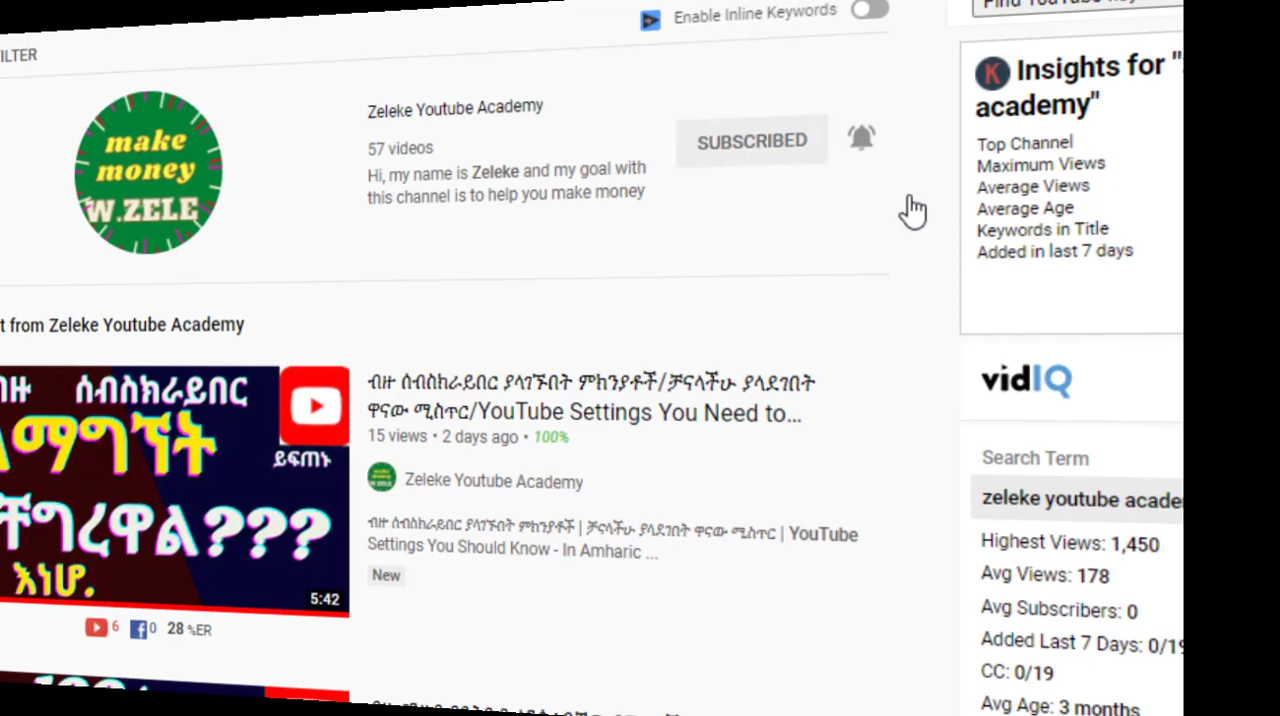 Enable Inline Keywords
ILTER
make
money
W.ZELE
Zeleke Youtube Academy
57 videos
Hi, my name is Zeleke and my goal with
this channel is to help you make money
SUBSCRIBED
Insights for "
academy"
Top Channel
Maximum Views
Average Views
Average Age
Keywords in Title
Added in last 7 days
t from Zeleke Youtube Academy
ሰብስክራይበር
ማግኘት
ይፍጠኑ
ቸግረዋል???
እነሆ.
5:42
6 0 28 %ER
ብዙ ሰብስክራይበር ያላገኙበት ምክንያቶች/ቻናላችሁ ያላደገበት
ዋናው ሚስጥር/YouTube Settings You Need to...
15 views • 2 days ago • 100%
Zeleke Youtube Academy
ብዙ ሰብስክራይበር ያላገኙበት ምክንያቶች | ቻናላችሁ ያላደገበት ዋናው ሚስጥር | YouTube
Settings You Should Know - In Amharic ...
New
vidIQ
Search Term
zeleke youtube acade
Highest Views: 1,450
Avg Views: 178
Avg Subscribers: 0
Added Last 7 Days: 0/19
CC: 0/19
Avg Age: 3 months